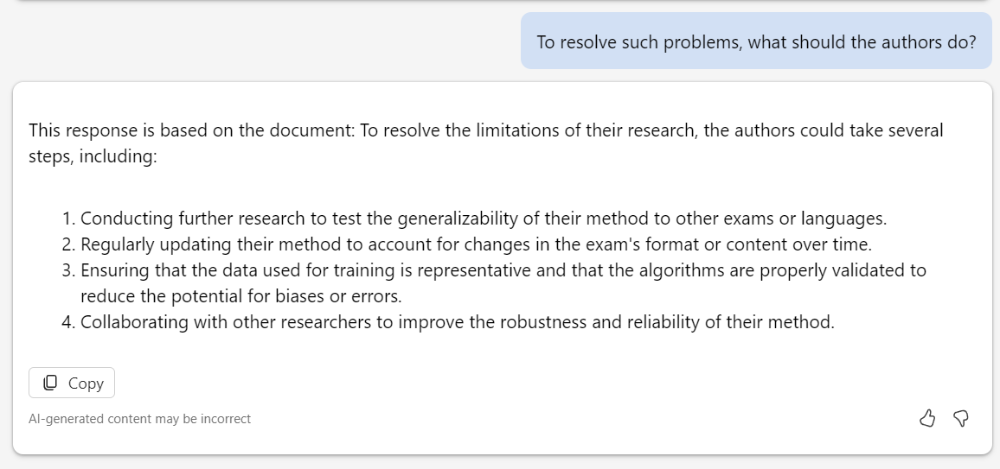 To resolve such problems, what should the authors do?
This response is based on the document: To resolve the limitations of their research, the authors could take several
steps, including:
1. Conducting further research to test the generalizability of their method to other exams or languages.
2. Regularly updating their method to account for changes in the exam's format or content over time.
3. Ensuring that the data used for training is representative and that the algorithms are properly validated to
reduce the potential for biases or errors.
4. Collaborating with other researchers to improve the robustness and reliability of their method.
Copy
AI-generated content may be incorrect